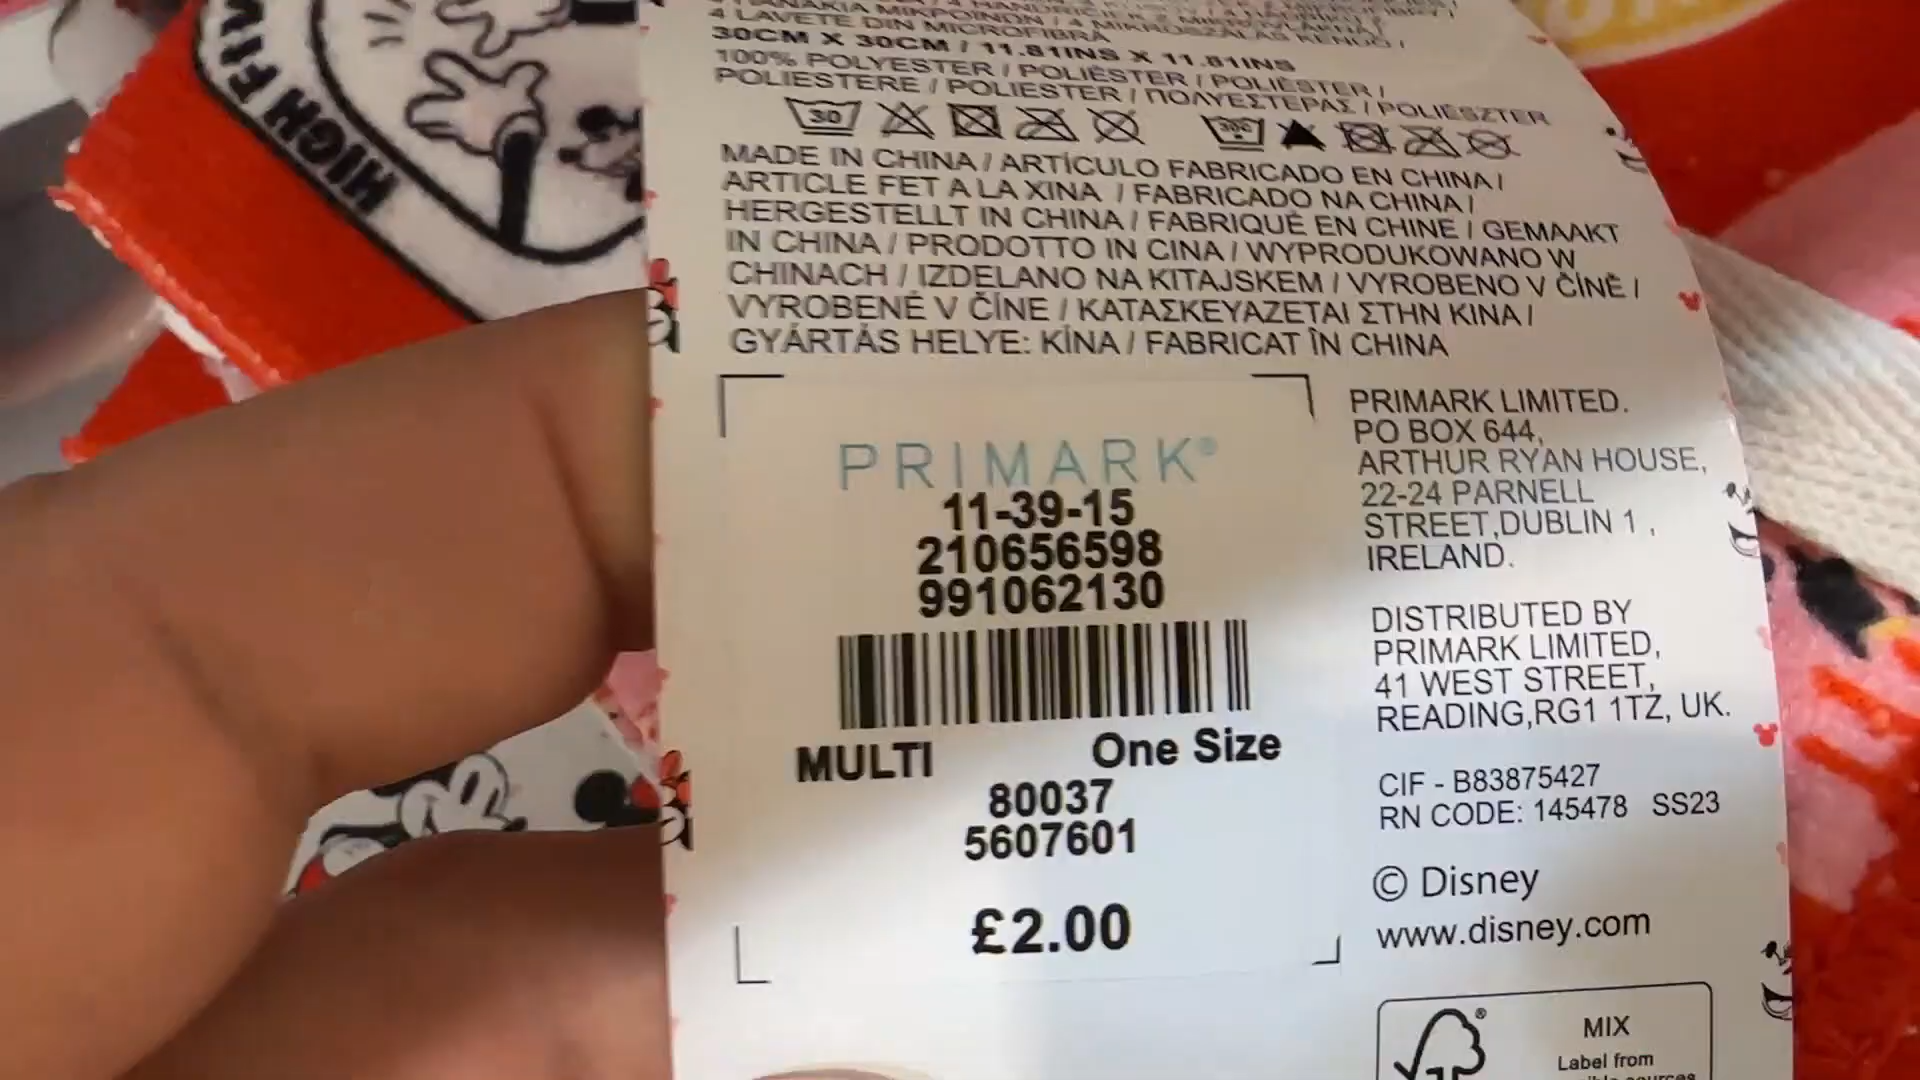 HIGH FIV
4 LAVETE DIN MICROFIBRĂ
30CM X 30CM / 11.81INS X 11.81INS
100% POLYESTER / POLIÉSTER / POLIÈSTER /
POLIESTERE / POLIESTER / ΠΟΛΥΕΣΤΕΡΑΣ / POLIÉSZTER
30
MADE IN CHINA / ARTÍCULO FABRICADO EN CHINA /
ARTICLE FET A LA XINA / FABRICADO NA CHINA /
HERGESTELLT IN CHINA / FABRIQUÉ EN CHINE / GEMAAKT
IN CHINA / PRODOTTO IN CINA / WYPRODUKOWANO W
CHINACH / IZDELANO NA KITAJSKEM / VYROBENO V ČÍNĚ /
VYROBENÉ V ČÍNE / ΚΑΤΑΣΚΕΥΑΖΕΤΑΙ ΣΤΗΝ ΚΙΝΑ /
GYÁRTÁS HELYE: KÍNA / FABRICAT ÎN CHINA
PRIMARK®
11-39-15
210656598
991062130
MULTI One Size
80037
5607601
£2.00
PRIMARK LIMITED.
PO BOX 644,
ARTHUR RYAN HOUSE,
22-24 PARNELL
STREET,DUBLIN 1 ,
IRELAND.
DISTRIBUTED BY
PRIMARK LIMITED,
41 WEST STREET,
READING,RG1 1TZ, UK.
CIF - B83875427
RN CODE: 145478 SS23
© Disney
www.disney.com
®
MIX
Label from